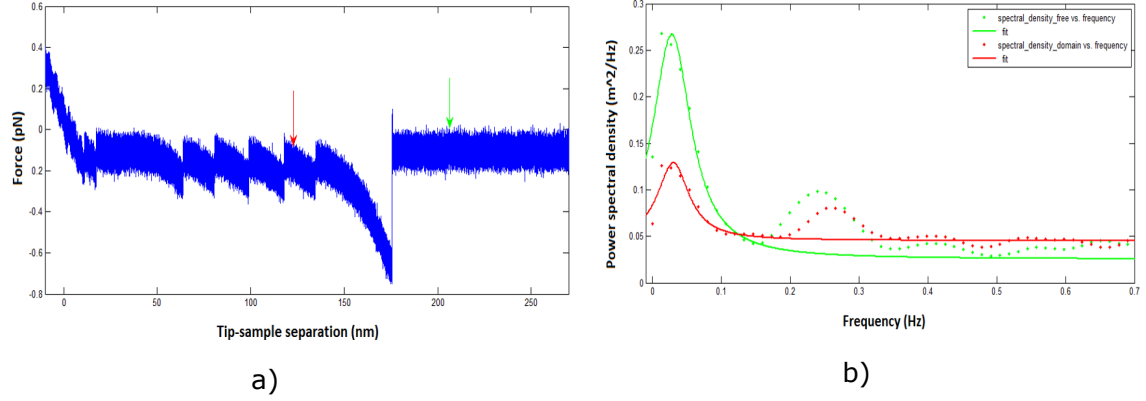 0.6
0.4
0.2
0
0.2
0.4
-0.6
-0.8
0
50
100
150
200
250
Force (pN)
Tip-sample separation (nm)
a)
0.3
0.25
0.2
0.15
0.1
0.05
0
0
0.1
0.2
0.3
0.4
0.5
0.6
0.7
Power spectral density (m^2/Hz)
Frequency (Hz)
spectral_density_free vs. frequency
fit
spectral_density_domain vs. frequency
fit
b)